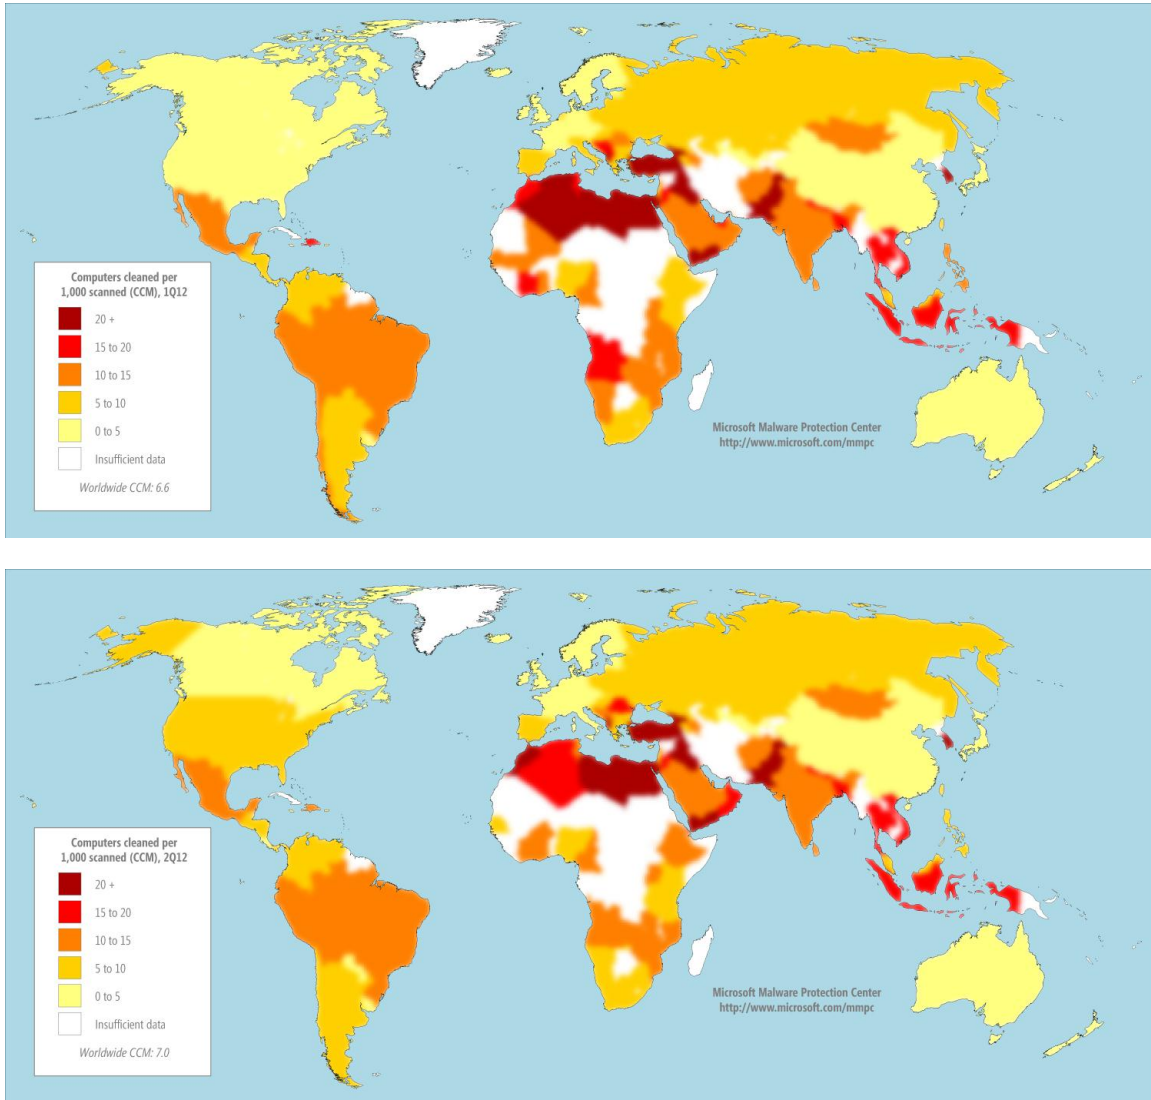 Computers cleaned per
1,000 scanned (CCM), 1Q12
20 +
15 to 20
10 to 15
5 to 10
0 to 5
Insufficient data
Worldwide CCM: 6.6
Microsoft Malware Protection Center
http://www.microsoft.com/mmpc
Computers cleaned per
1,000 scanned (CCM), 2Q12
20 +
15 to 20
10 to 15
5 to 10
0 to 5
Insufficient data
Worldwide CCM: 7.0
Microsoft Malware Protection Center
http://www.microsoft.com/mmpc